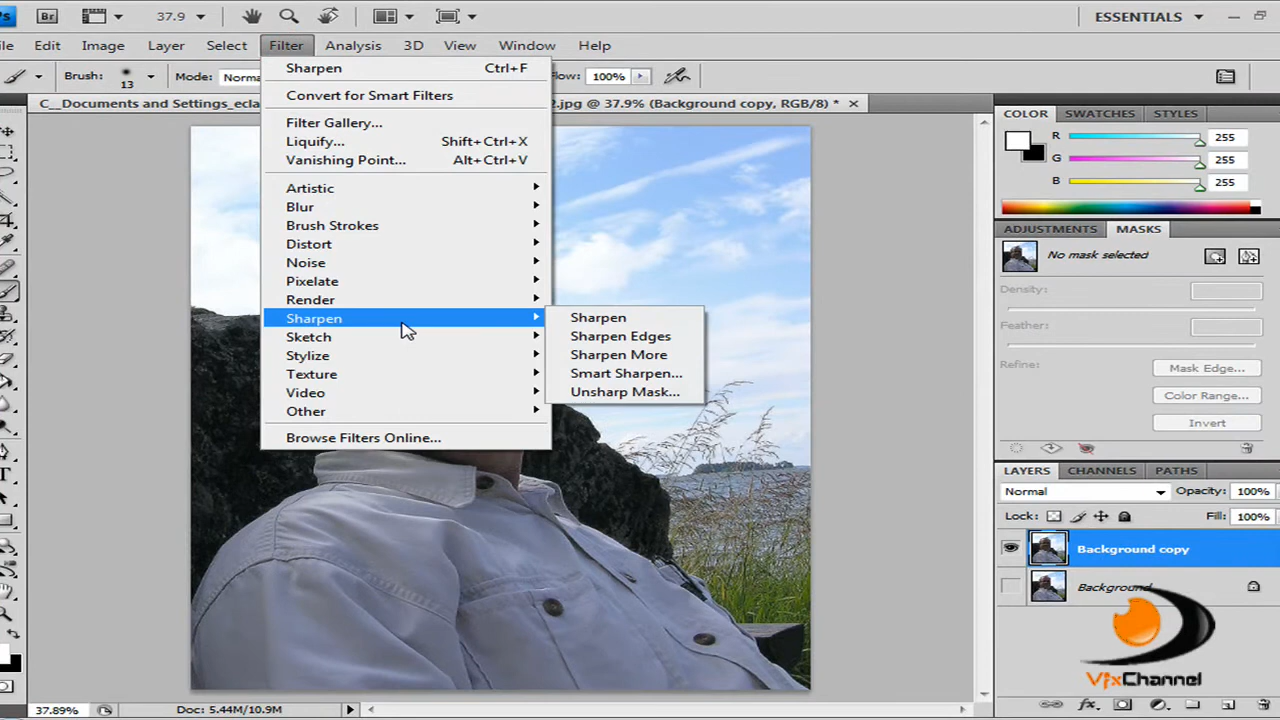 Br 37.9 ESSENTIALS
Edit Image Layer Select Filter Analysis 3D View Window Help
Brush: 13 Mode: Flow: 100%
C__Documents and Settings_ecla 2.jpg @ 37.9% (Background copy, RGB/8) *
Sharpen Ctrl+F
Convert for Smart Filters
Filter Gallery...
Liquify... Shift+Ctrl+X
Vanishing Point... Alt+Ctrl+V
Artistic
Blur
Brush Strokes
Distort
Noise
Pixelate
Render
Sharpen
Sketch
Stylize
Texture
Video
Other
Browse Filters Online...
Sharpen
Sharpen Edges
Sharpen More
Smart Sharpen...
Unsharp Mask...
COLOR SWATCHES STYLES
R 255
G 255
B 255
ADJUSTMENTS MASKS
No mask selected
Density:
Feather:
Refine: Mask Edge...
Color Range...
Invert
LAYERS CHANNELS PATHS
Normal Opacity: 100%
Lock: Fill: 100%
Background copy
Background
VfxChannel
37.89% Doc: 5.44M/10.9M